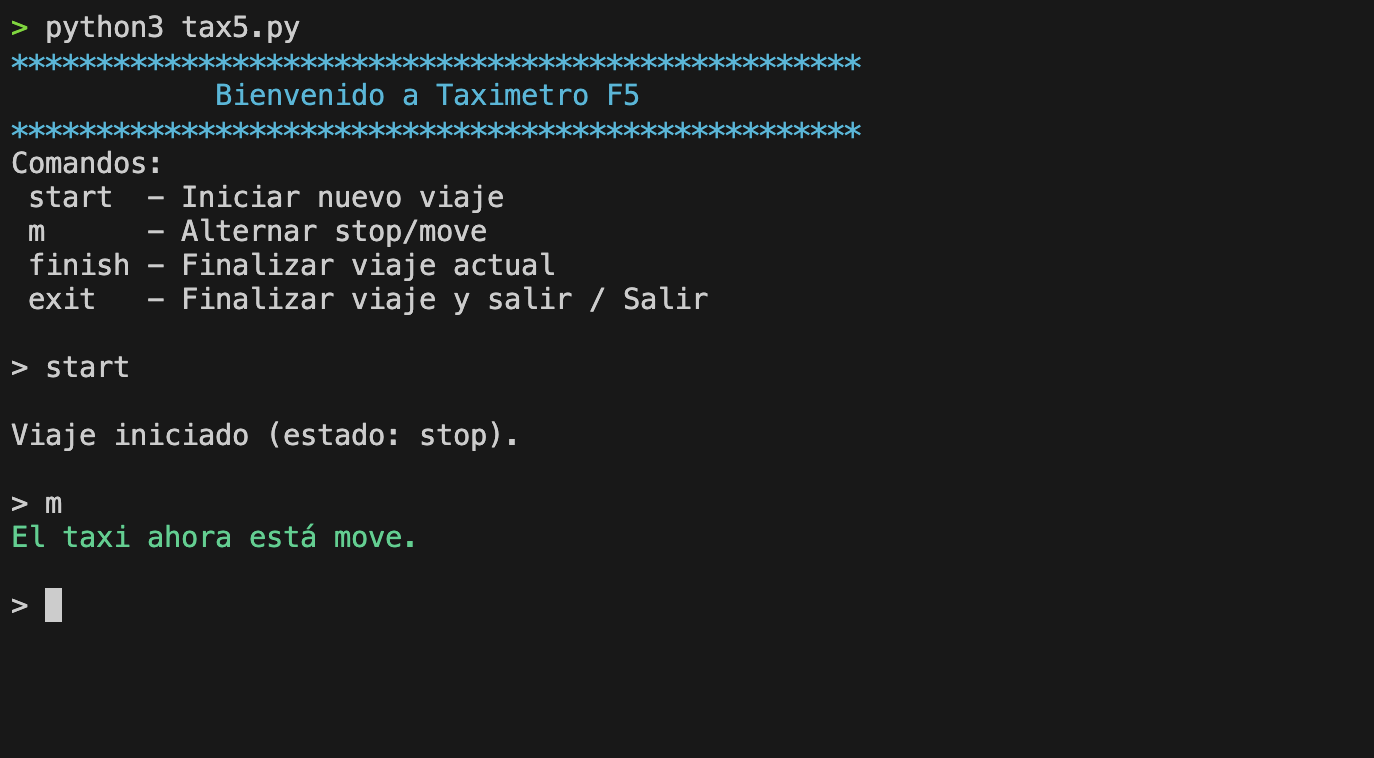 > python3 tax5.py
**************************************************
Bienvenido a Taximetro F5
**************************************************
Comandos:
start  – Iniciar nuevo viaje
m      – Alternar stop/move
finish – Finalizar viaje actual
exit   – Finalizar viaje y salir / Salir
> start
Viaje iniciado (estado: stop).
> m
El taxi ahora está move.
>